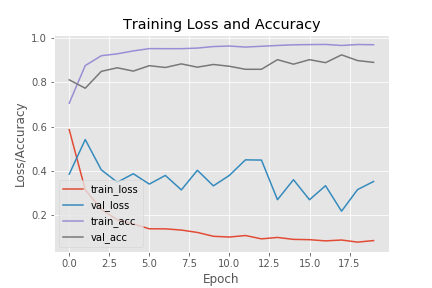 Training Loss and Accuracy
1.0
0.8
0.6
0.4
0.2
Loss/Accuracy
train_loss
val_loss
train_acc
val_acc
0.0 2.5 5.0 7.5 10.0 12.5 15.0 17.5
Epoch